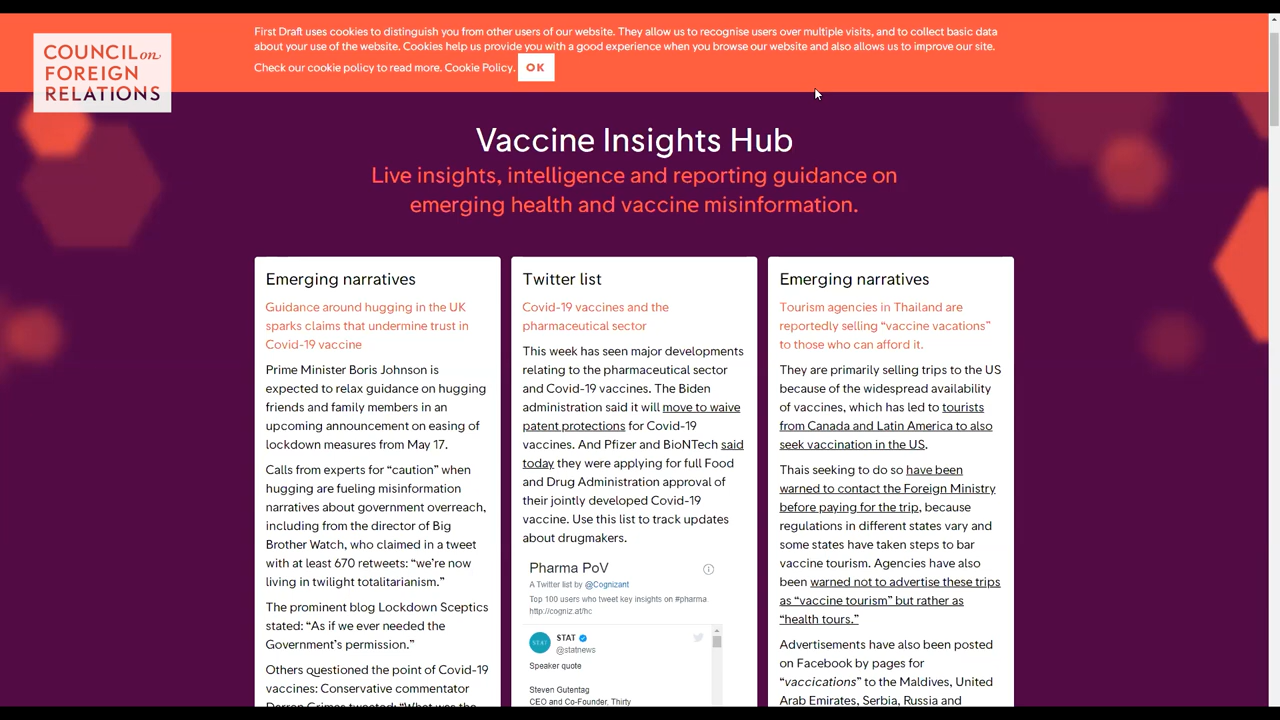 COUNCIL on
FOREIGN
RELATIONS
First Draft uses cookies to distinguish you from other users of our website. They allow us to recognise users over multiple visits, and to collect basic data
about your use of the website. Cookies help us provide you with a good experience when you browse our website and also allows us to improve our site.
Check our cookie policy to read more. Cookie Policy. OK
Vaccine Insights Hub
Live insights, intelligence and reporting guidance on
emerging health and vaccine misinformation.
Emerging narratives
Guidance around hugging in the UK
sparks claims that undermine trust in
Covid-19 vaccine
Prime Minister Boris Johnson is
expected to relax guidance on hugging
friends and family members in an
upcoming announcement on easing of
lockdown measures from May 17.
Calls from experts for “caution” when
hugging are fueling misinformation
narratives about government overreach,
including from the director of Big
Brother Watch, who claimed in a tweet
with at least 670 retweets: “we’re now
living in twilight totalitarianism.”
The prominent blog Lockdown Sceptics
stated: “As if we ever needed the
Government’s permission.”
Others questioned the point of Covid-19
vaccines: Conservative commentator
Twitter list
Covid-19 vaccines and the
pharmaceutical sector
This week has seen major developments
relating to the pharmaceutical sector
and Covid-19 vaccines. The Biden
administration said it will move to waive
patent protections for Covid-19
vaccines. And Pfizer and BioNTech said
today they were applying for full Food
and Drug Administration approval of
their jointly developed Covid-19
vaccine. Use this list to track updates
about drugmakers.
Pharma PoV
A Twitter list by @Cognizant
Top 100 users who tweet key insights on #pharma.
http://cogniz.at/hc
STAT
STAT
@statnews
Speaker quote
Steven Gutentag
CEO and Co-Founder, Thirty
Emerging narratives
Tourism agencies in Thailand are
reportedly selling “vaccine vacations”
to those who can afford it.
They are primarily selling trips to the US
because of the widespread availability
of vaccines, which has led to tourists
from Canada and Latin America to also
seek vaccination in the US.
Thais seeking to do so have been
warned to contact the Foreign Ministry
before paying for the trip, because
regulations in different states vary and
some states have taken steps to bar
vaccine tourism. Agencies have also
been warned not to advertise these trips
as “vaccine tourism” but rather as
“health tours.”
Advertisements have also been posted
on Facebook by pages for
“vaccications” to the Maldives, United
Arab Emirates, Serbia, Russia and